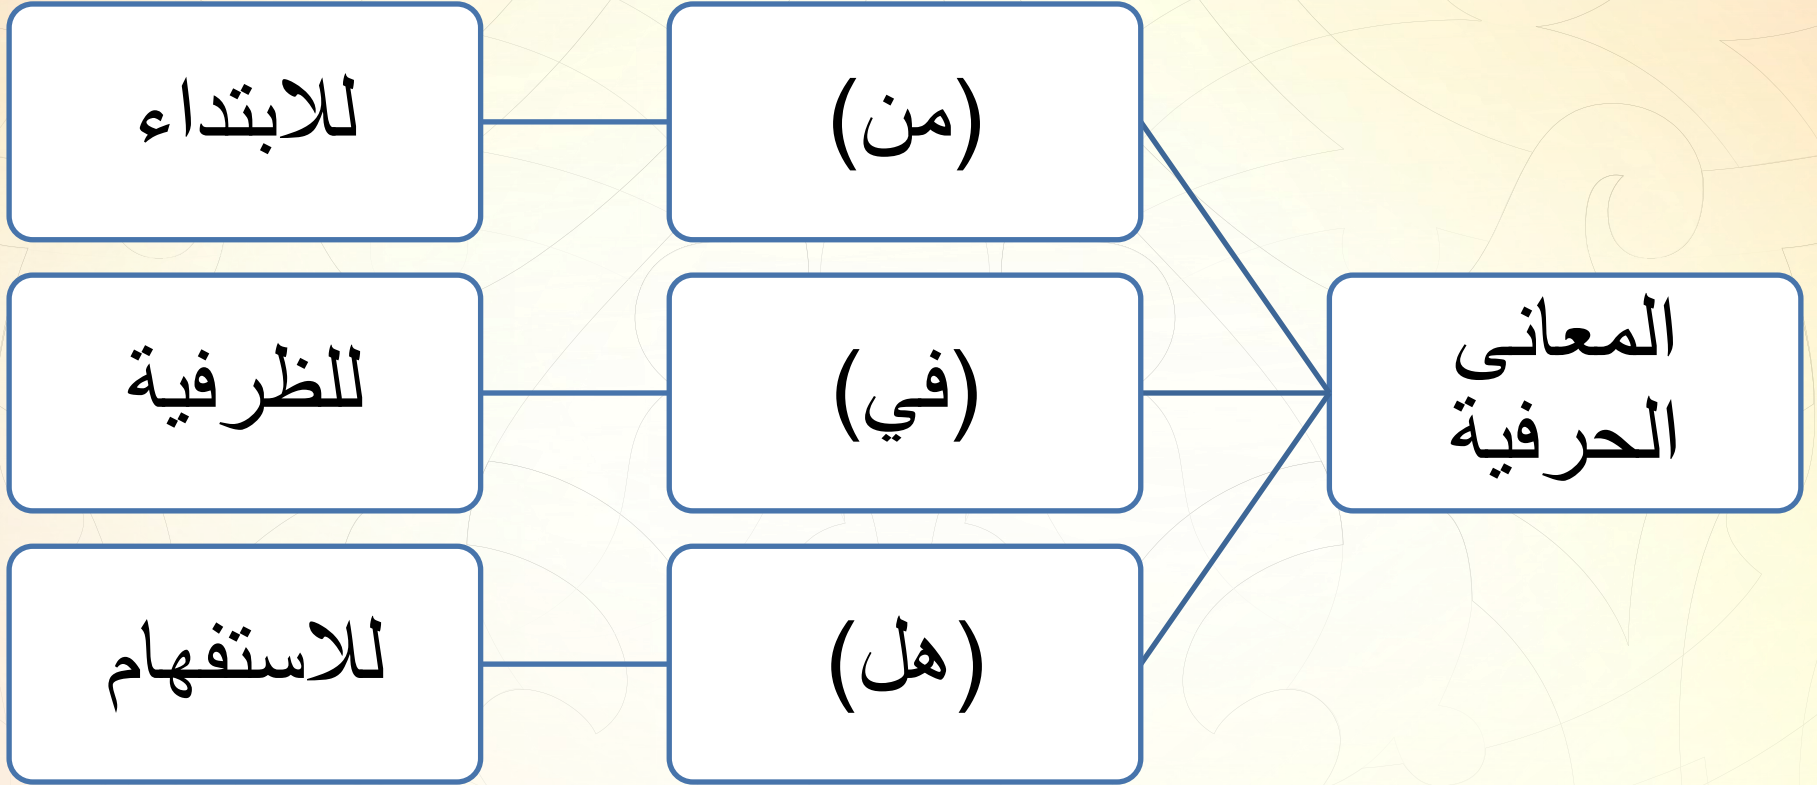 المعانى
الحرفية
(من)
للابتداء
(في)
للظرفية
(هل)
للاستفهام